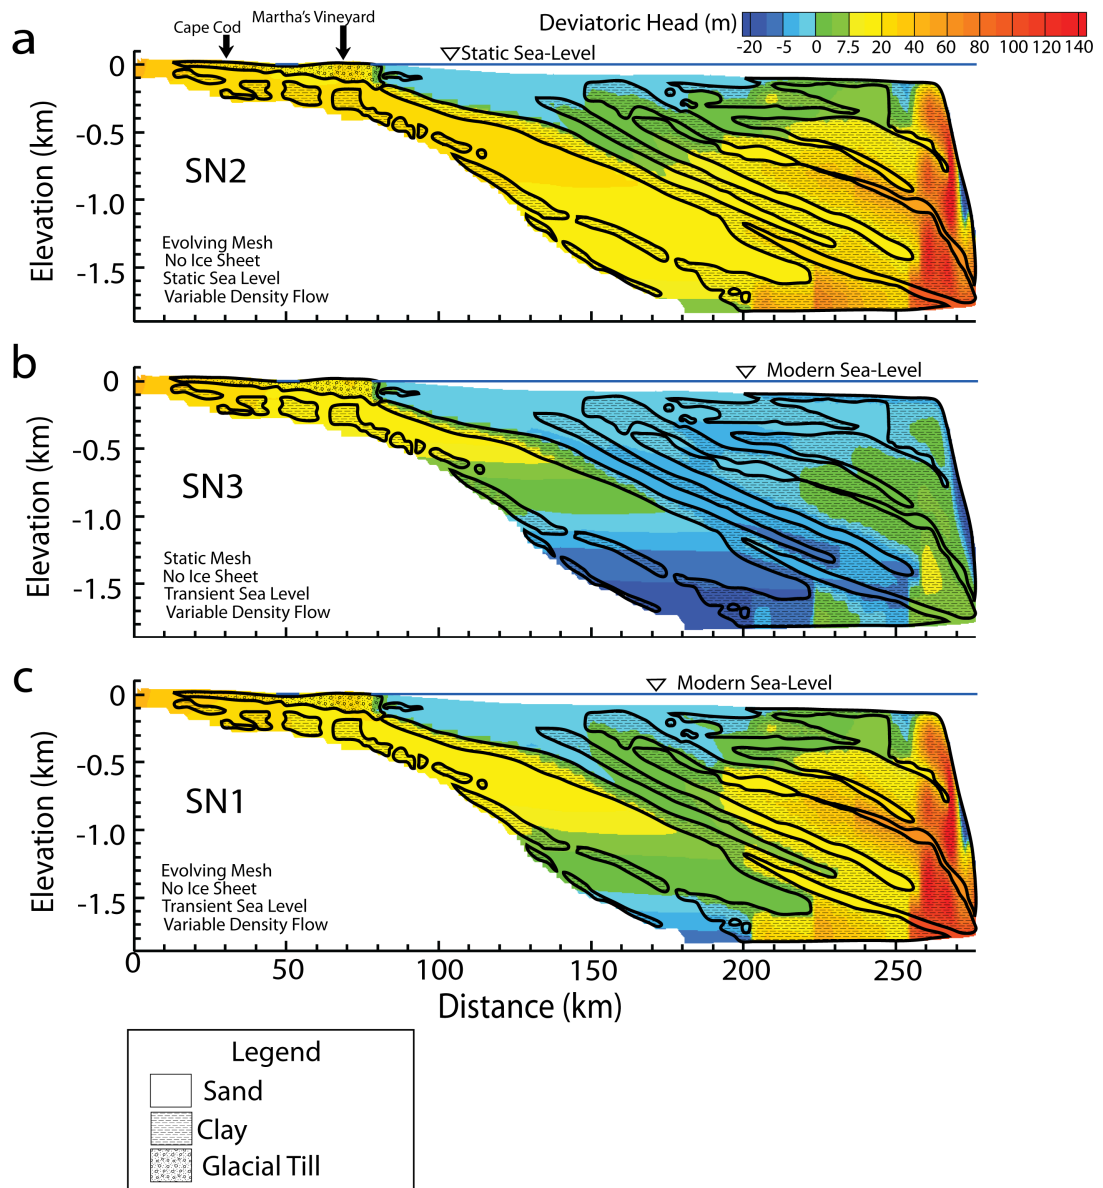 a
Cape Cod
Martha's Vineyard
Deviatoric Head (m)
-20 -5 0 7.5 20 40 60 80 100 120 140
Static Sea-Level
0
-0.5
-1.0
-1.5
Elevation (km)
SN2
Evolving Mesh
No Ice Sheet
Static Sea Level
Variable Density Flow
b
Modern Sea-Level
0
-0.5
-1.0
-1.5
Elevation (km)
SN3
Static Mesh
No Ice Sheet
Transient Sea Level
Variable Density Flow
c
Modern Sea-Level
0
-0.5
-1.0
-1.5
Elevation (km)
SN1
Evolving Mesh
No Ice Sheet
Transient Sea Level
Variable Density Flow
0 50 100 150 200 250
Distance (km)
Legend
Sand
Clay
Glacial Till